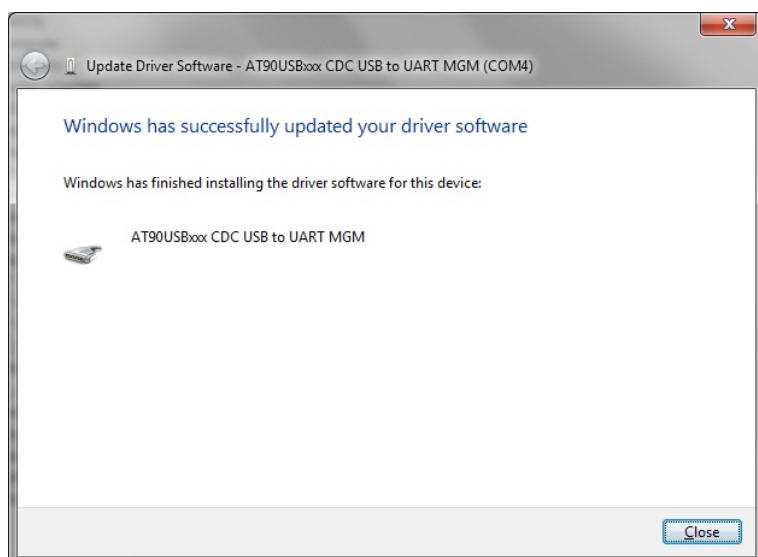 Update Driver Software - AT90USBxxx CDC USB to UART MGM (COM4)
Windows has successfully updated your driver software
Windows has finished installing the driver software for this device:
AT90USBxxx CDC USB to UART MGM
Close